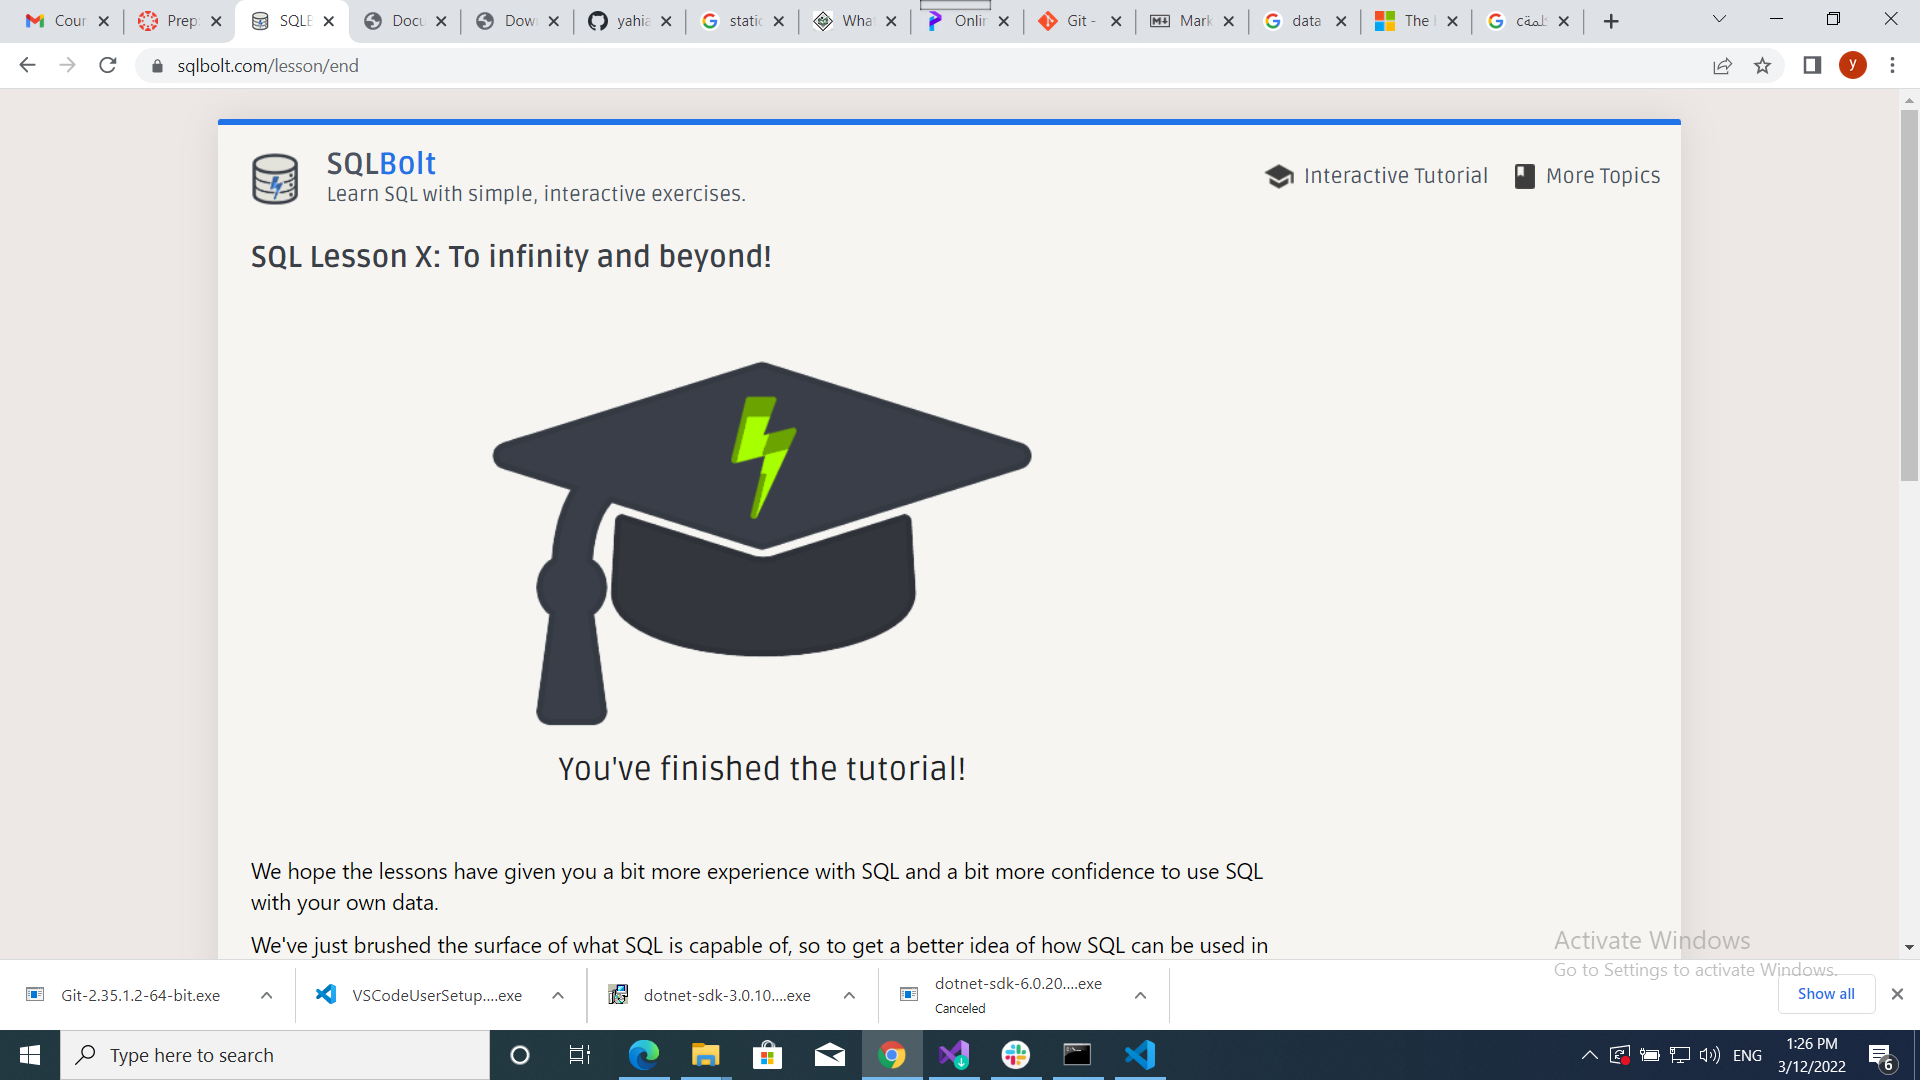 Cour
Prep
SQLB
Docu
Dow
yahia
static
What
Onlin
Git -
Mark
data
The
كلمة
sqlbolt.com/lesson/end
y
SQLBolt
Learn SQL with simple, interactive exercises.
Interactive Tutorial
More Topics
SQL Lesson X: To infinity and beyond!
You've finished the tutorial!
We hope the lessons have given you a bit more experience with SQL and a bit more confidence to use SQL
with your own data.
We've just brushed the surface of what SQL is capable of, so to get a better idea of how SQL can be used in
Activate Windows
Go to Settings to activate Windows.
Git-2.35.1.2-64-bit.exe
VSCodeUserSetup....exe
dotnet-sdk-3.0.10....exe
dotnet-sdk-6.0.20....exe
Canceled
Show all
Type here to search
ENG
1:26 PM
3/12/2022
6